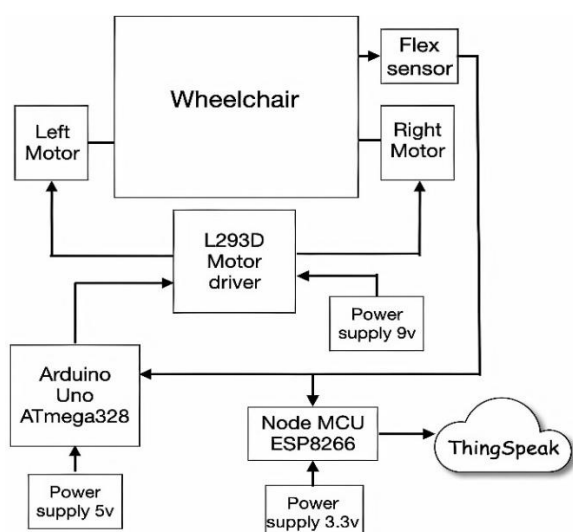 Flex
sensor
Wheelchair
Left
Motor
Right
Motor
L293D
Motor
driver
Power
supply 9v
Arduino
Uno
ATmega328
Node MCU
ESP8266
ThingSpeak
Power
supply 5v
Power
supply 3.3v